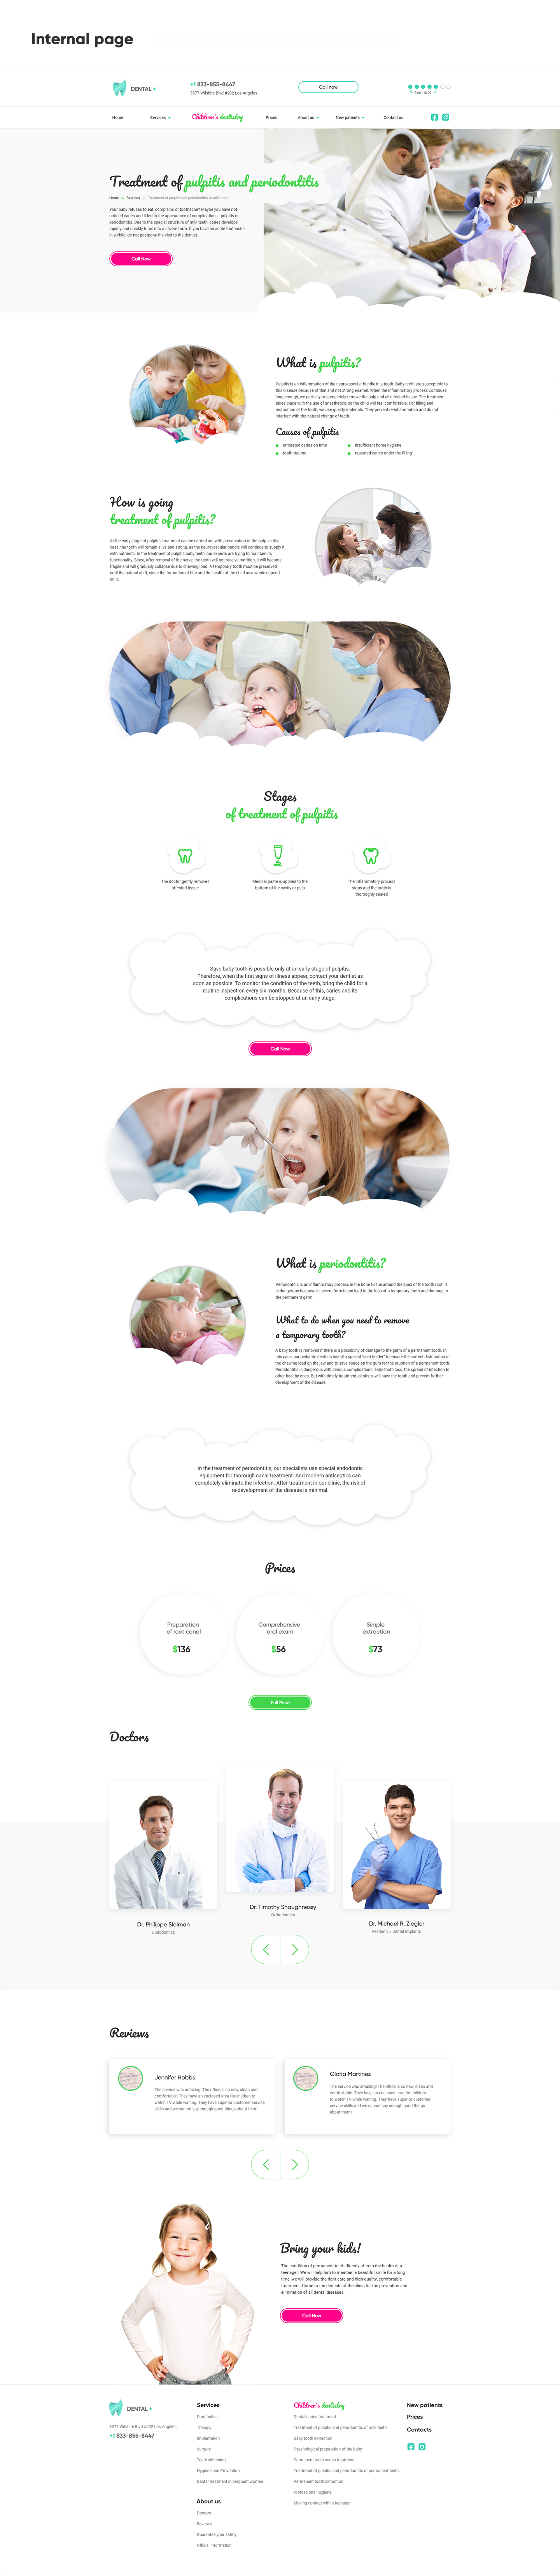 Internal page
DENTAL +
+1 833-855-8447
3377 Wilshire Blvd #202 Los Angeles
Call now
9.00 - 18.00
Home
Services
Children's dentistry
Prices
About us
New patients
Contact us
Treatment of pulpitis and periodontitis
Home
Services
Treatment of pulpitis and periodontitis of milk teeth
Your baby refuses to eat, complains of toothache? Maybe you have not
noticed caries and it led to the appearance of complications - pulpitis or
periodontitis. Due to the special structure of milk teeth, caries develops
rapidly and quickly turns into a severe form. If you have an acute toothache
in a child, do not postpone the visit to the dentist.
Call Now
What is pulpitis?
Pulpitis is an inflammation of the neurovascular bundle in a tooth. Baby teeth are susceptible to
this disease because of thin and not strong enamel. When the inflammatory process continues
long enough, we partially or completely remove the pulp and all infected tissue. The treatment
takes place with the use of anesthetics, so the child will feel comfortable. For filling and
restoration of the tooth, we use quality materials. They prevent re-inflammation and do not
interfere with the natural change of teeth.
Causes of pulpitis
untreated caries on time
insufficient home hygiene
tooth trauma
repeated caries under the filling
How is going
treatment of pulpitis?
At the early stage of pulpitis, treatment can be carried out with preservation of the pulp. In this
case, the tooth will remain alive and strong, as the neurovascular bundle will continue to supply it
with nutrients. In the treatment of pulpitis baby teeth, our experts are trying to maintain its
functionality. Since, after removal of the nerve, the tooth will not receive nutrition, it will become
fragile and will gradually collapse due to chewing load. A temporary tooth must be preserved
until the natural shift, since the formation of bite and the health of the child as a whole depend
on it.
Stages
of treatment of pulpitis
The doctor gently removes
affected tissue
Medical paste is applied to the
bottom of the cavity or pulp
The inflammatory process
stops and the tooth is
thoroughly sealed
Save baby tooth is possible only at an early stage of pulpitis.
Therefore, when the first signs of illness appear, contact your dentist as
soon as possible. To monitor the condition of the teeth, bring the child for a
routine inspection every six months. Because of this, caries and its
complications can be stopped at an early stage.
Call Now
What is periodontitis?
Periodontitis is an inflammatory process in the bone tissue around the apex of the tooth root. It
is dangerous because in severe form it can lead to the loss of a temporary tooth and damage to
the permanent germ.
What to do when you need to remove
a temporary tooth?
A baby tooth is removed if there is a possibility of damage to the germ of a permanent tooth. In
this case, our pediatric dentists install a special "seat holder" to ensure the correct distribution of
the chewing load on the jaw and to save space on the gum for the eruption of a permanent tooth.
Periodontitis is dangerous with serious complications: early tooth loss, the spread of infection to
other healthy ones. But with timely treatment, dentists, will save the tooth and prevent further
development of the disease.
In the treatment of periodontitis, our specialists use special endodontic
equipment for thorough canal treatment. And modern antiseptics can
completely eliminate the infection. After treatment in our clinic, the risk of
re-development of the disease is minimal.
Prices
Preparation
of root canal
$136
Comprehensive
oral exam
$56
Simple
extraction
$73
Full Price
Doctors
Dr. Philippe Sleiman
Endodontics
Dr. Timothy Shaughnessy
Orthodontics
Dr. Michael R. Ziegler
Aesthetic / Dental Implants
Reviews
Jennifer Hobbs
The service was amazing! The office is so new, clean and
comfortable. They have an enclosed area for children to
watch TV while waiting. They have superior customer service
skills and we cannot say enough good things about them!
Gloria Martinez
The service was amazing! The office is so new, clean and
comfortable. They have an enclosed area for children
to watch TV while waiting. They have superior customer
service skills and we cannot say enough good things
about them!
Bring your kids!
The condition of permanent teeth directly affects the health of a
teenager. We will help him to maintain a beautiful smile for a long
time, we will provide the right care and high-quality, comfortable
treatment. Come to the dentists of the clinic for the prevention and
elimination of all dental diseases.
Call Now
DENTAL +
3377 Wilshire Blvd #202 Los Angeles
+1 833-855-8447
Services
Prosthetics
Therapy
Implantation
Surgery
Teeth whitening
Hygiene and Prevention
Dental treatment in pregnant women
About us
Doctors
Reviews
Guarantee your safety
Official information
Children's dentistry
Dental caries treatment
Treatment of pulpitis and periodontitis of milk teeth
Baby tooth extraction
Psychological preparation of the baby
Permanent teeth caries treatment
Treatment of pulpitis and periodontitis of permanent teeth
Permanent tooth extraction
Professional hygiene
Making contact with a teenager
New patients
Prices
Contacts